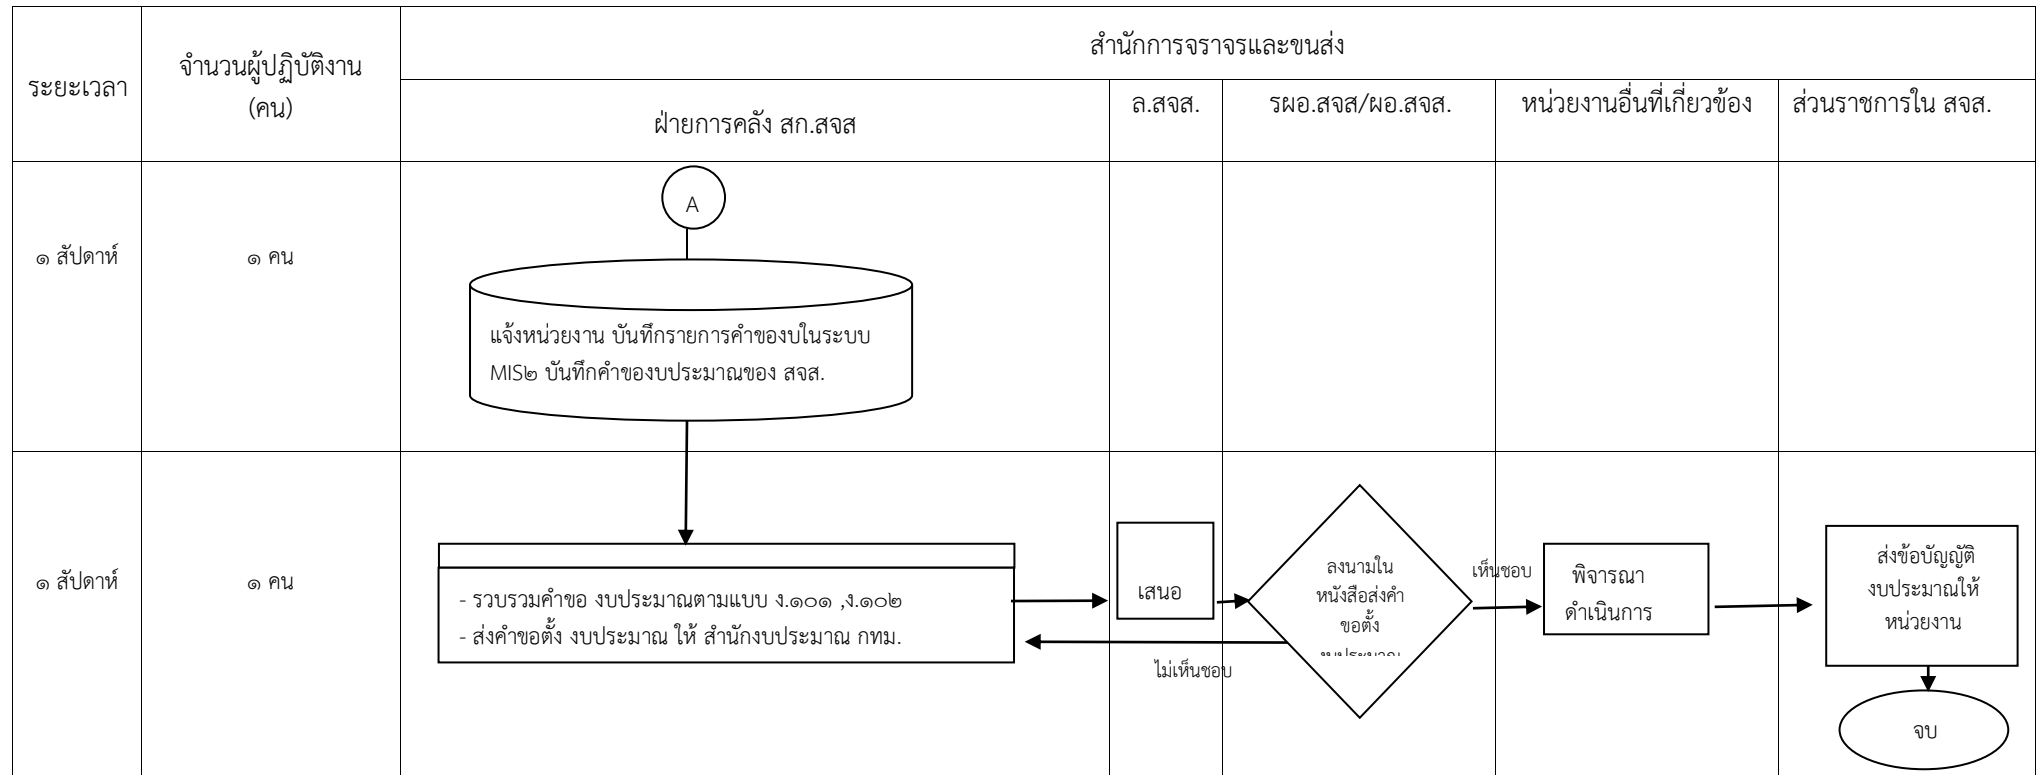 ระยะเวลา
จำนวนผู้ปฏิบัติงาน
(คน)
สำนักการจราจรและขนส่ง
ฝ่ายการคลัง สก.สจส
ล.สจส.
รผอ.สจส/ผอ.สจส.
หน่วยงานอื่นที่เกี่ยวข้อง
ส่วนราชการใน สจส.
๑ สัปดาห์
๑ คน
A
แจ้งหน่วยงาน บันทึกรายการคำของบในระบบ
MIS๒ บันทึกคำของบประมาณของ สจส.
๑ สัปดาห์
๑ คน
- รวบรวมคำขอ งบประมาณตามแบบ ง.๑๐๑ ,ง.๑๐๒
- ส่งคำขอตั้ง งบประมาณ ให้ สำนักงบประมาณ กทม.
เสนอ
ลงนามใน
หนังสือส่งคำ
ขอตั้ง
งบประมาณ
เห็นชอบ
ไม่เห็นชอบ
พิจารณา
ดำเนินการ
ส่งข้อบัญญัติ
งบประมาณให้
หน่วยงาน
จบ